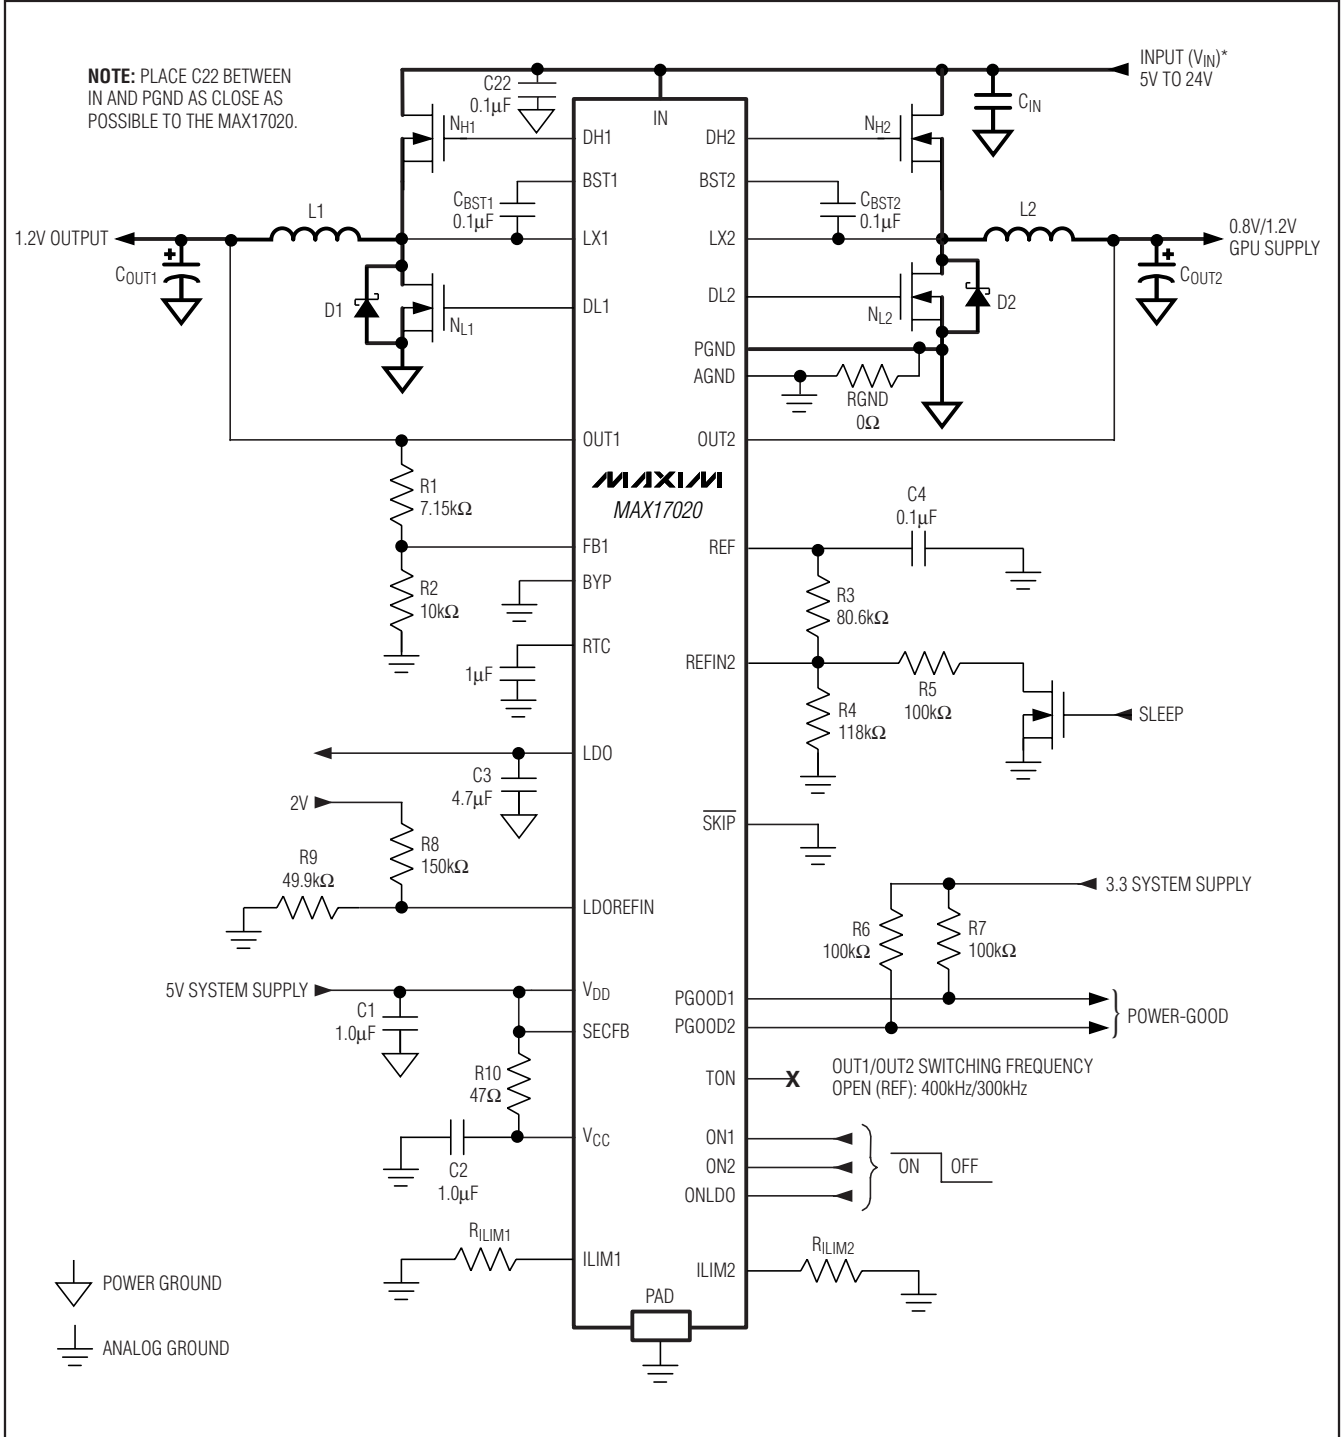 NOTE: PLACE C22 BETWEEN
IN AND PGND AS CLOSE AS
POSSIBLE TO THE MAX17020.
C22
0.1μF
INPUT (VIN)*
5V TO 24V
CIN
IN
NH1
DH1
DH2
NH2
BST1
BST2
CBST1
0.1μF
CBST2
0.1μF
L1
L2
1.2V OUTPUT
LX1
LX2
0.8V/1.2V
GPU SUPPLY
COUT1
COUT2
D1
NL1
DL1
DL2
NL2
D2
PGND
AGND
RGND
0Ω
OUT1
OUT2
MAXIM
MAX17020
R1
7.15kΩ
C4
0.1μF
FB1
REF
R2
10kΩ
BYP
R3
80.6kΩ
RTC
1μF
REFIN2
R5
100kΩ
R4
118kΩ
SLEEP
LDO
C3
4.7μF
2V
R8
150kΩ
SKIP
R9
49.9kΩ
LDOREFIN
3.3 SYSTEM SUPPLY
R6
100kΩ
R7
100kΩ
5V SYSTEM SUPPLY
VDD
C1
1.0μF
SECFB
PGOOD1
PGOOD2
POWER-GOOD
R10
47Ω
TON
X
OUT1/OUT2 SWITCHING FREQUENCY
OPEN (REF): 400kHz/300kHz
VCC
C2
1.0μF
ON1
ON2
ONLDO
ON
OFF
RILIM1
ILIM1
RILIM2
ILIM2
PAD
POWER GROUND
ANALOG GROUND